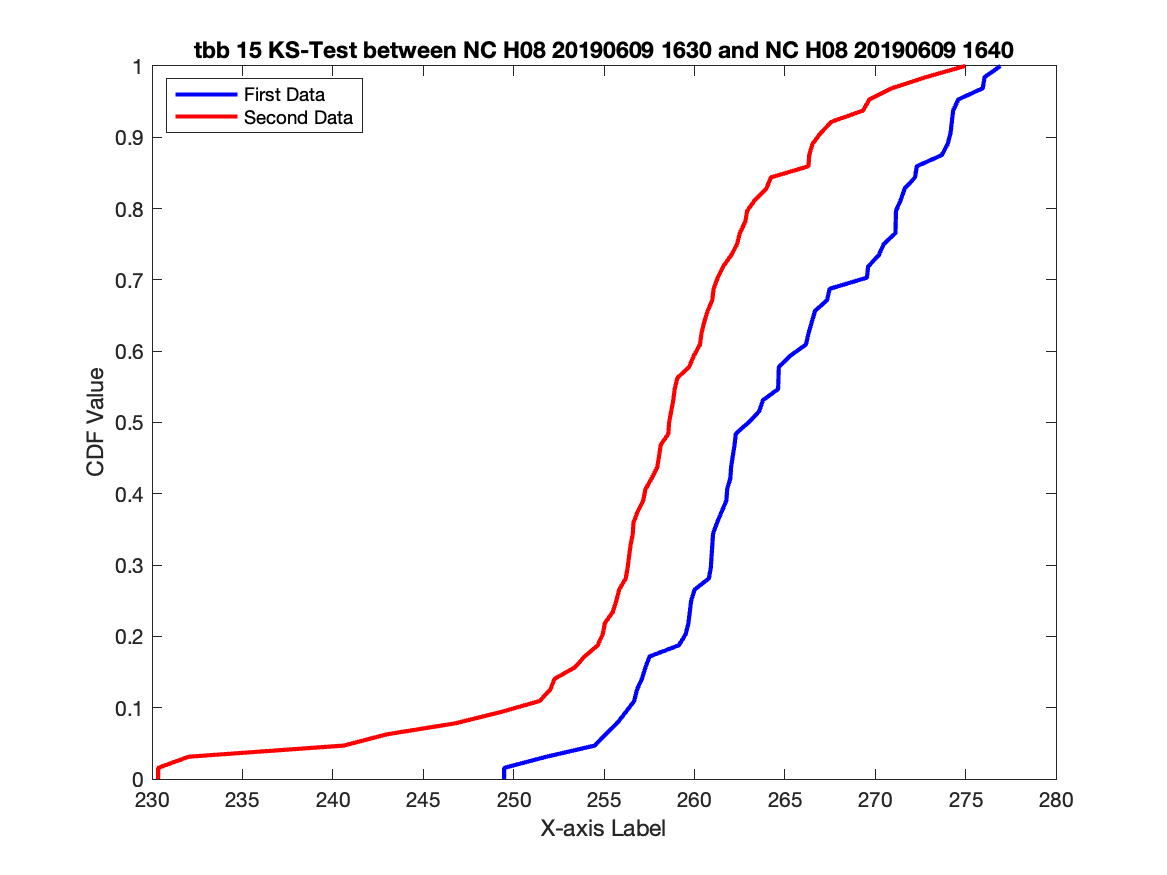 tbb 15 KS-Test between NC H08 20190609 1630 and NC H08 20190609 1640
First Data
Second Data
1
0.9
0.8
0.7
0.6
0.5
0.4
0.3
0.2
0.1
0
CDF Value
230 235 240 245 250 255 260 265 270 275 280
X-axis Label